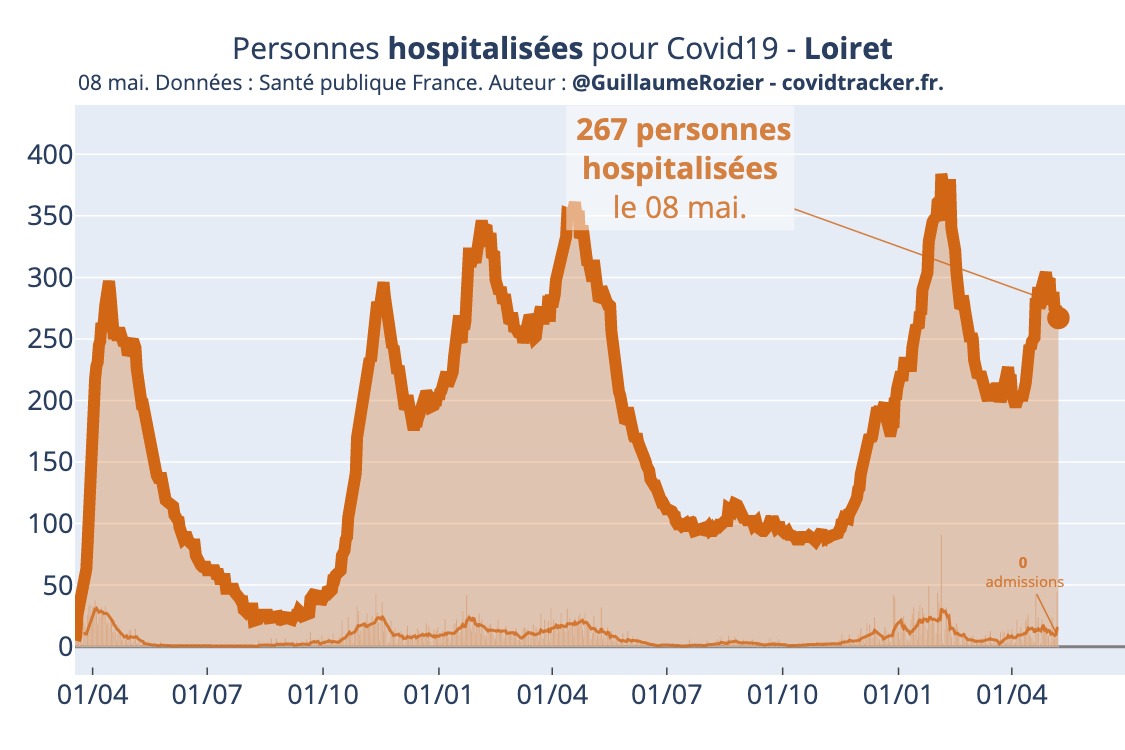 Personnes hospitalisées pour Covid19 - Loiret
08 mai. Données : Santé publique France. Auteur : @GuillaumeRozier - covidtracker.fr.
267 personnes
hospitalisées
le 08 mai.
400
350
300
250
200
150
100
50
0
0
admissions
01/04 01/07 01/10 01/01 01/04 01/07 01/10 01/01 01/04